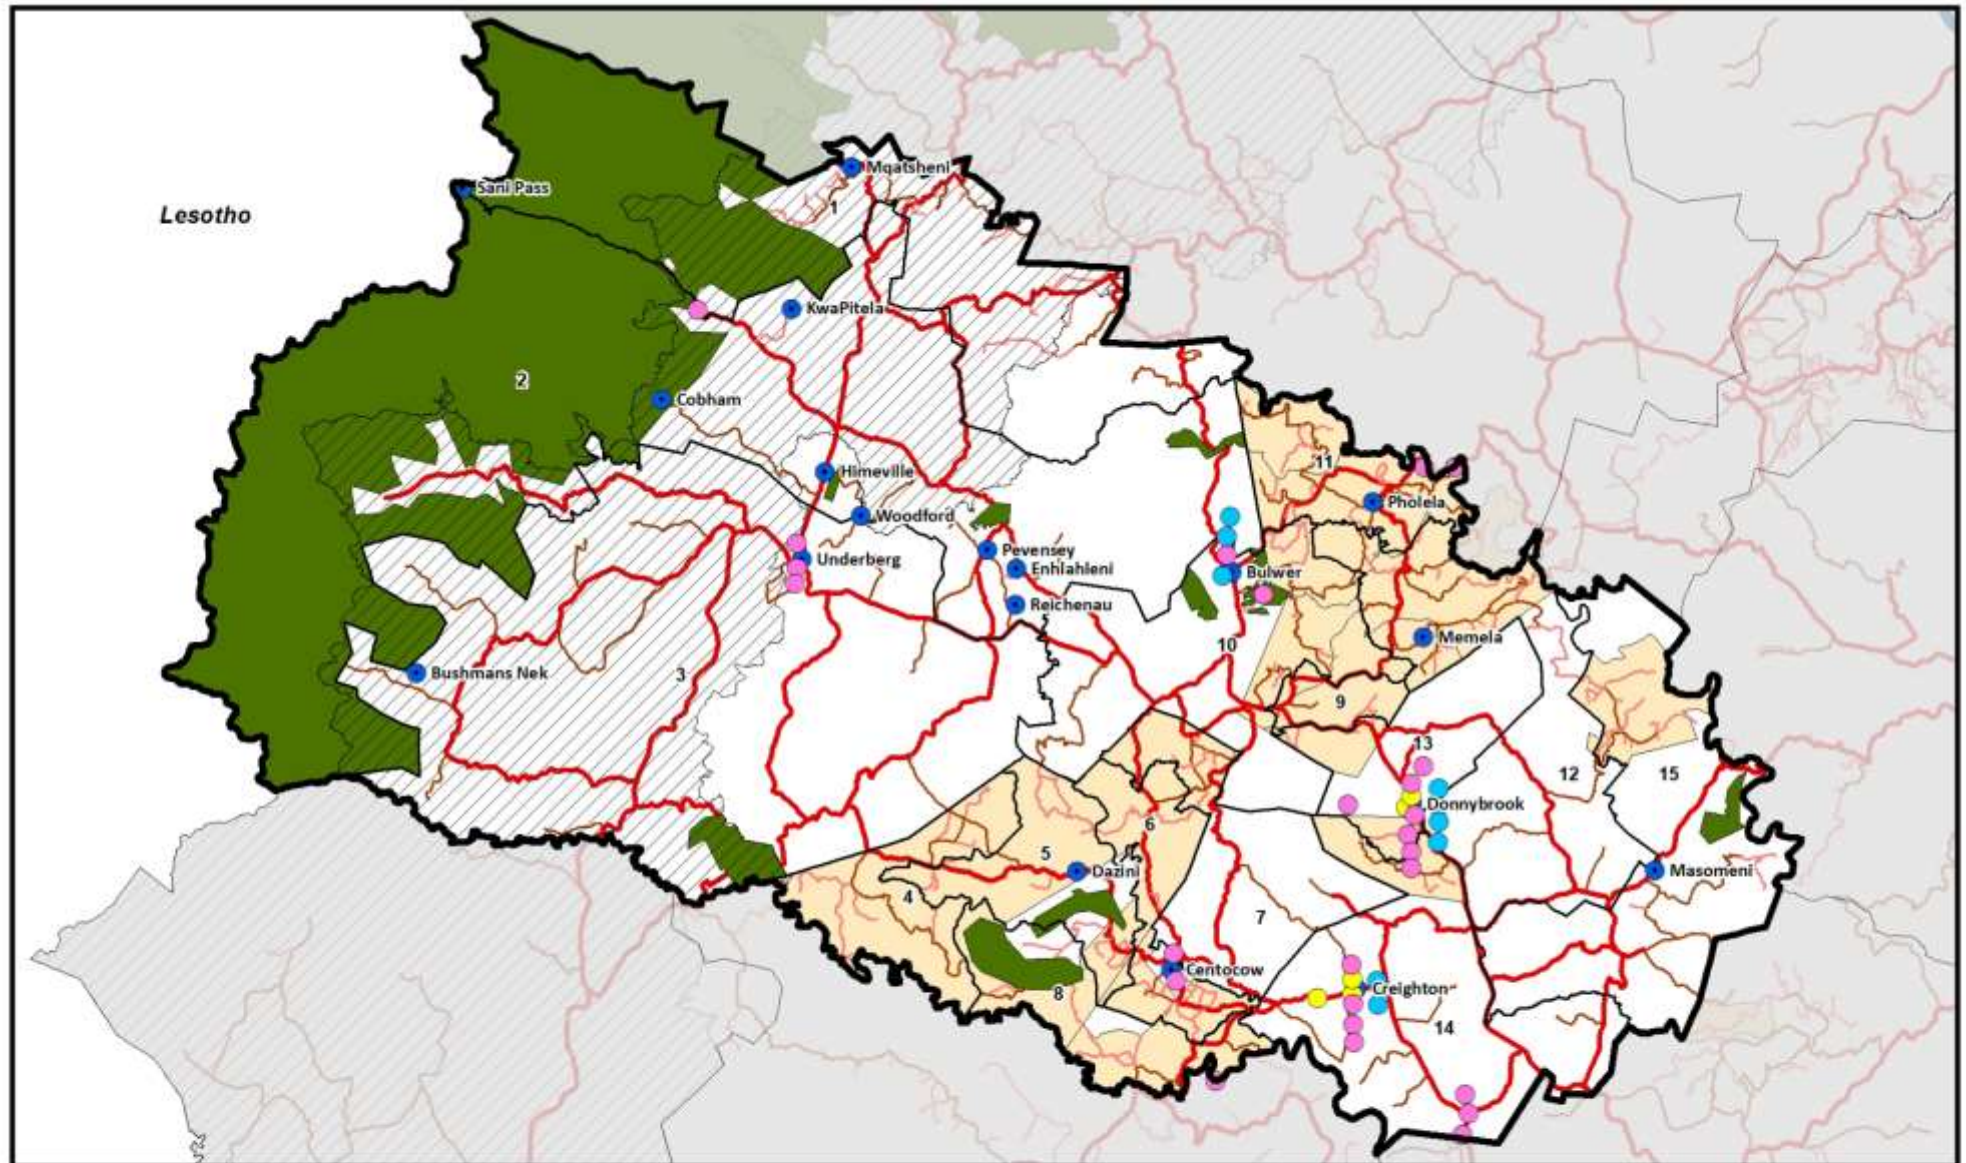 Mqatsheni
Sani Pass
1
Lesotho
KwaPitela
2
Cobham
11
Himeville
Pholela
Woodford
Pevensey
Underberg
Enhlahleni
Bulwer
Reichenau
Memela
10
Bushmans Nek
3
9
13
12
15
Donnybrook
6
5
Dazini
Masomeni
4
7
Centocow
Creighton
8
14